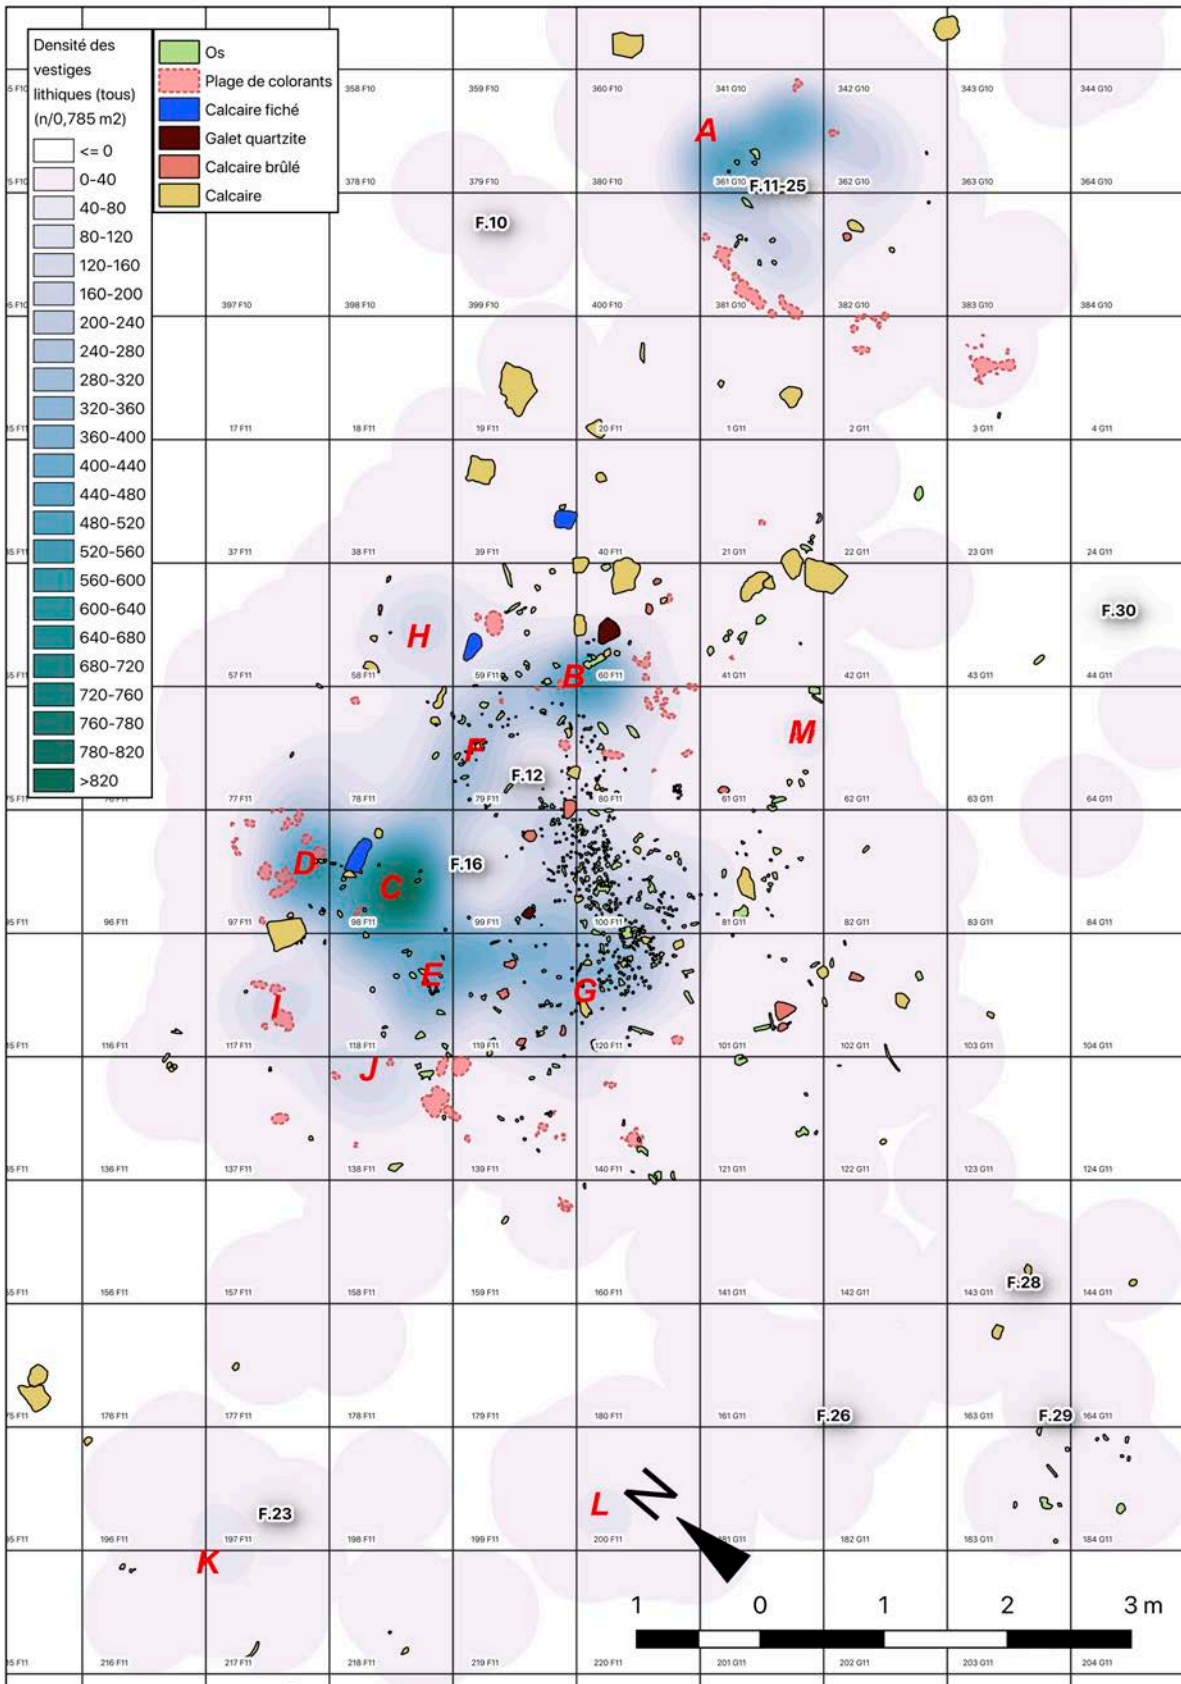 Densité des
vestiges
lithiques (tous)
(n/0,785 m2)
<= 0
0-40
40-80
80-120
120-160
160-200
200-240
240-280
280-320
320-360
360-400
400-440
440-480
480-520
520-560
560-600
600-640
640-680
680-720
720-760
760-780
780-820
>820
Os
Plage de colorants
Calcaire fiché
Galet quartzite
Calcaire brûlé
Calcaire
358 F10
359 F10
360 F10
341 G10
342 G10
343 G10
344 G10
A
378 F10
379 F10
380 F10
361 G10
362 G10
363 G10
364 G10
F.11-25
F.10
397 F10
398 F10
399 F10
400 F10
381 G10
382 G10
383 G10
384 G10
17 F11
18 F11
19 F11
20 F11
1 G11
2 G11
3 G11
4 G11
37 F11
38 F11
39 F11
40 F11
21 G11
22 G11
23 G11
24 G11
F.30
H
57 F11
58 F11
59 F11
60 F11
41 G11
42 G11
44 G11
B
M
F
F.12
77 F11
78 F11
79 F11
80 F11
61 G11
62 G11
63 G11
64 G11
D
C
F.16
96 F11
97 F11
98 F11
99 F11
100 F11
81 G11
82 G11
84 G11
E
G
I
116 F11
117 F11
118 F11
119 F11
120 F11
101 G11
102 G11
103 G11
104 G11
J
136 F11
137 F11
138 F11
139 F11
140 F11
121 G11
122 G11
123 G11
124 G11
F.28
156 F11
157 F11
158 F11
159 F11
160 F11
141 G11
142 G11
143 G11
144 G11
176 F11
177 F11
178 F11
179 F11
180 F11
161 G11
F.26
163 G11
F.29
164 G11
L
N
F.23
196 F11
197 F11
198 F11
199 F11
200 F11
181 G11
182 G11
183 G11
184 G11
K
1 0 1 2 3 m
216 F11
217 F11
218 F11
219 F11
220 F11
201 G11
202 G11
203 G11
204 G11